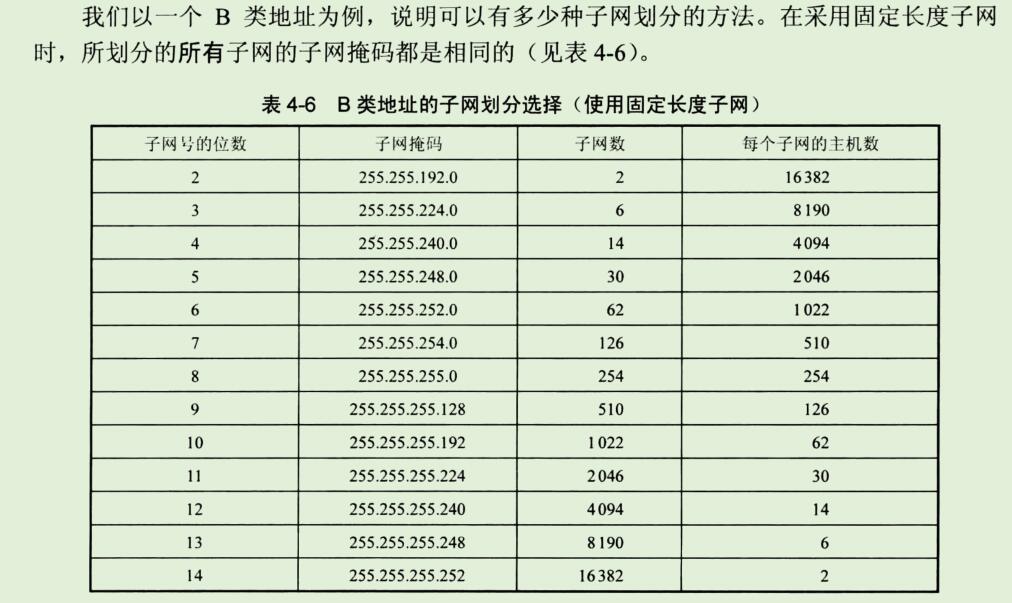 我们以一个 B 类地址为例，说明可以有多少种子网划分的方法。在采用固定长度子网
时，所划分的所有子网的子网掩码都是相同的（见表 4-6）。
表 4-6 B 类地址的子网划分选择（使用固定长度子网）
子网号的位数 子网掩码 子网数 每个子网的主机数
2 255.255.192.0 2 16382
3 255.255.224.0 6 8190
4 255.255.240.0 14 4094
5 255.255.248.0 30 2046
6 255.255.252.0 62 1022
7 255.255.254.0 126 510
8 255.255.255.0 254 254
9 255.255.255.128 510 126
10 255.255.255.192 1022 62
11 255.255.255.224 2046 30
12 255.255.255.240 4094 14
13 255.255.255.248 8190 6
14 255.255.255.252 16382 2